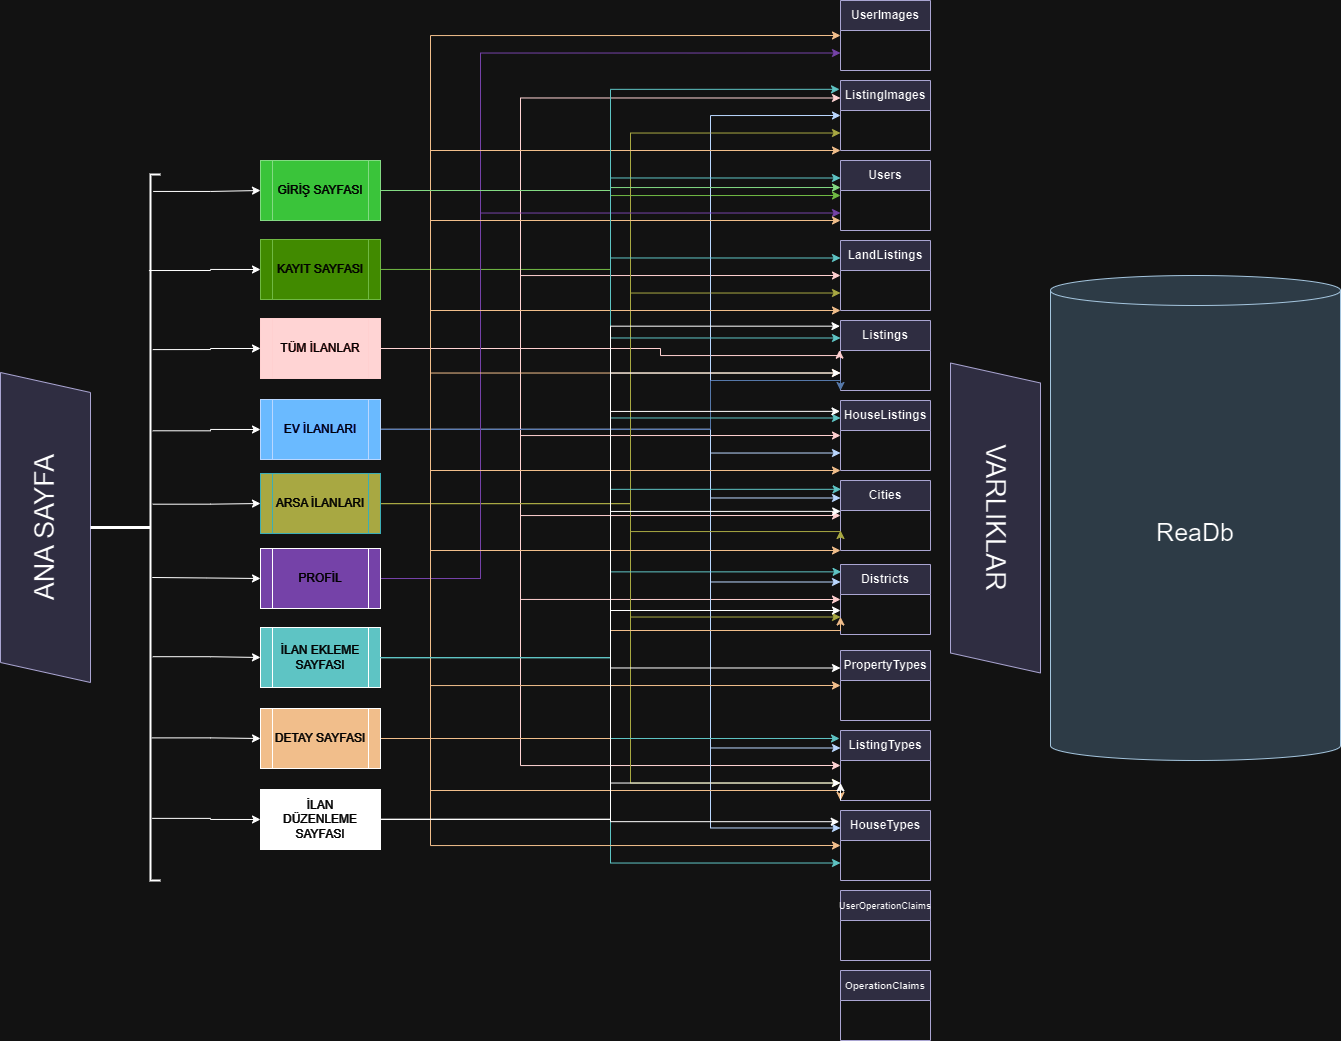 ANA SAYFA
GİRİŞ SAYFASI
KAYIT SAYFASI
TÜM İLANLAR
EV İLANLARI
ARSA İLANLARI
PROFİL
İLAN EKLEME
SAYFASI
DETAY SAYFASI
İLAN
DÜZENLEME
SAYFASI
UserImages
ListingImages
Users
LandListings
Listings
HouseListings
Cities
Districts
PropertyTypes
ListingTypes
HouseTypes
UserOperationClaims
OperationClaims
VARLIKLAR
ReaDb